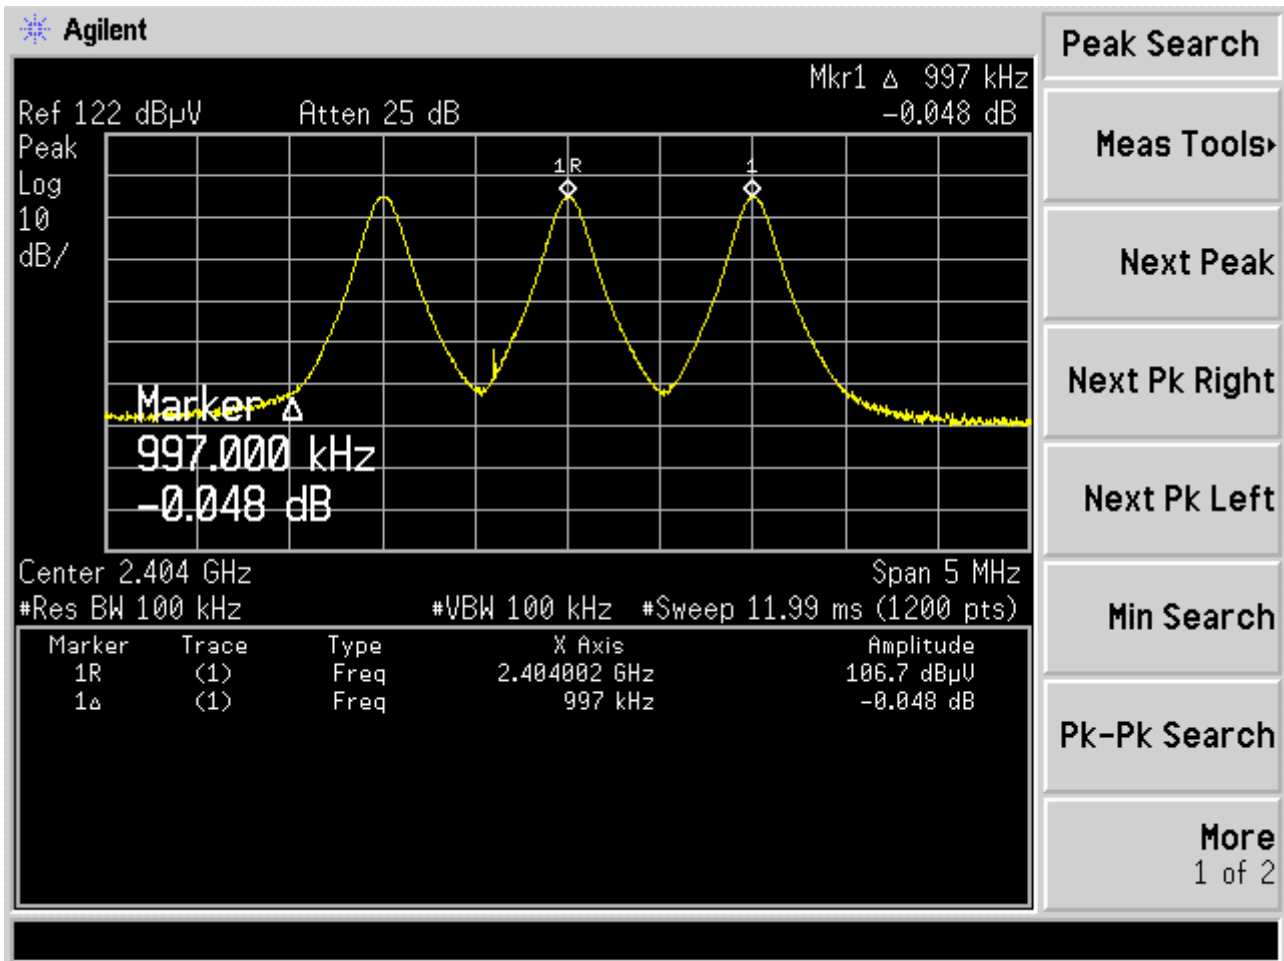 Agilent
Peak Search
Mkr1 Δ 997 kHz
Ref 122 dBµV Atten 25 dB -0.048 dB
Peak
Log
10
dB/
1R
1
Marker Δ
997.000 kHz
-0.048 dB
Center 2.404 GHz Span 5 MHz
#Res BW 100 kHz #VBW 100 kHz #Sweep 11.99 ms (1200 pts)
Marker Trace Type X Axis Amplitude
1R (1) Freq 2.404002 GHz 106.7 dBµV
1Δ (1) Freq 997 kHz -0.048 dB
Meas Tools▸
Next Peak
Next Pk Right
Next Pk Left
Min Search
Pk-Pk Search
More
1 of 2